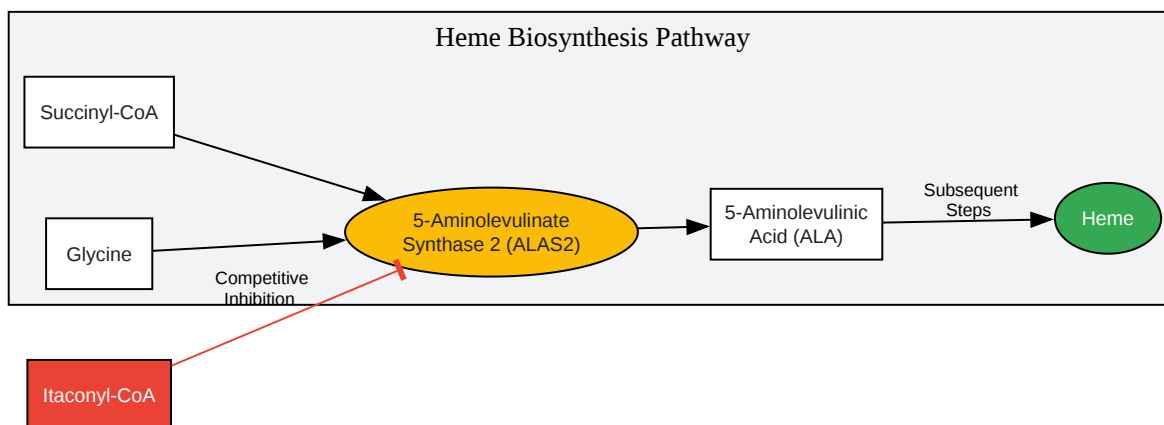 Heme Biosynthesis Pathway
Succinyl-CoA
Glycine
Competitive
Inhibition
5-Aminolevulinate
Synthase 2 (ALAS2)
5-Aminolevulinic
Acid (ALA)
Subsequent
Steps
Heme
Itaconyl-CoA